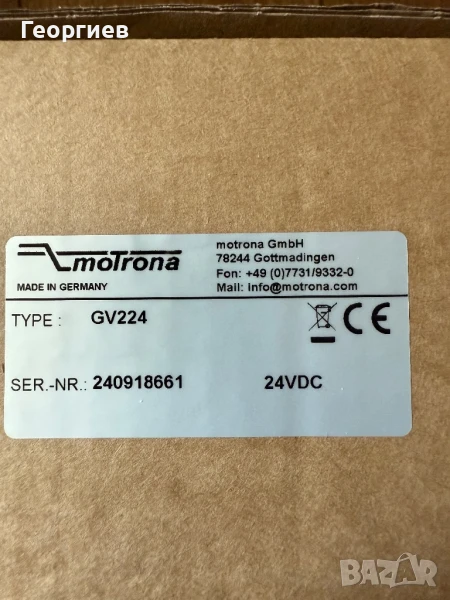 Георгиев
motrona
MADE IN GERMANY
motrona GmbH
78244 Gottmadingen
Fon: +49 (0)7731/9332-0
Mail: info@motrona.com
TYPE : GV224
CE
SER.-NR.: 240918661 24VDC
BAZAR